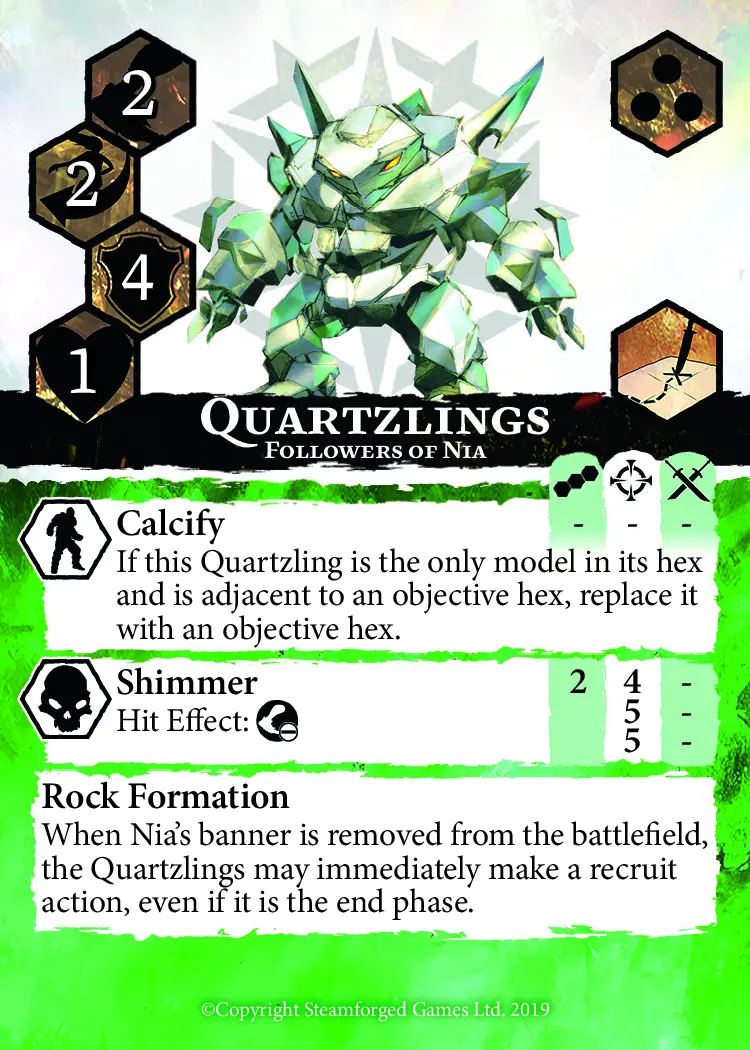 2
2
4
1
Quartzlings
Followers of Nia
Calcify - - -
If this Quartzling is the only model in its hex
and is adjacent to an objective hex, replace it
with an objective hex.
Shimmer 2 4 -
Hit Effect: 5 -
5 -
Rock Formation
When Nia's banner is removed from the battlefield,
the Quartzlings may immediately make a recruit
action, even if it is the end phase.
©Copyright Steamforged Games Ltd. 2019